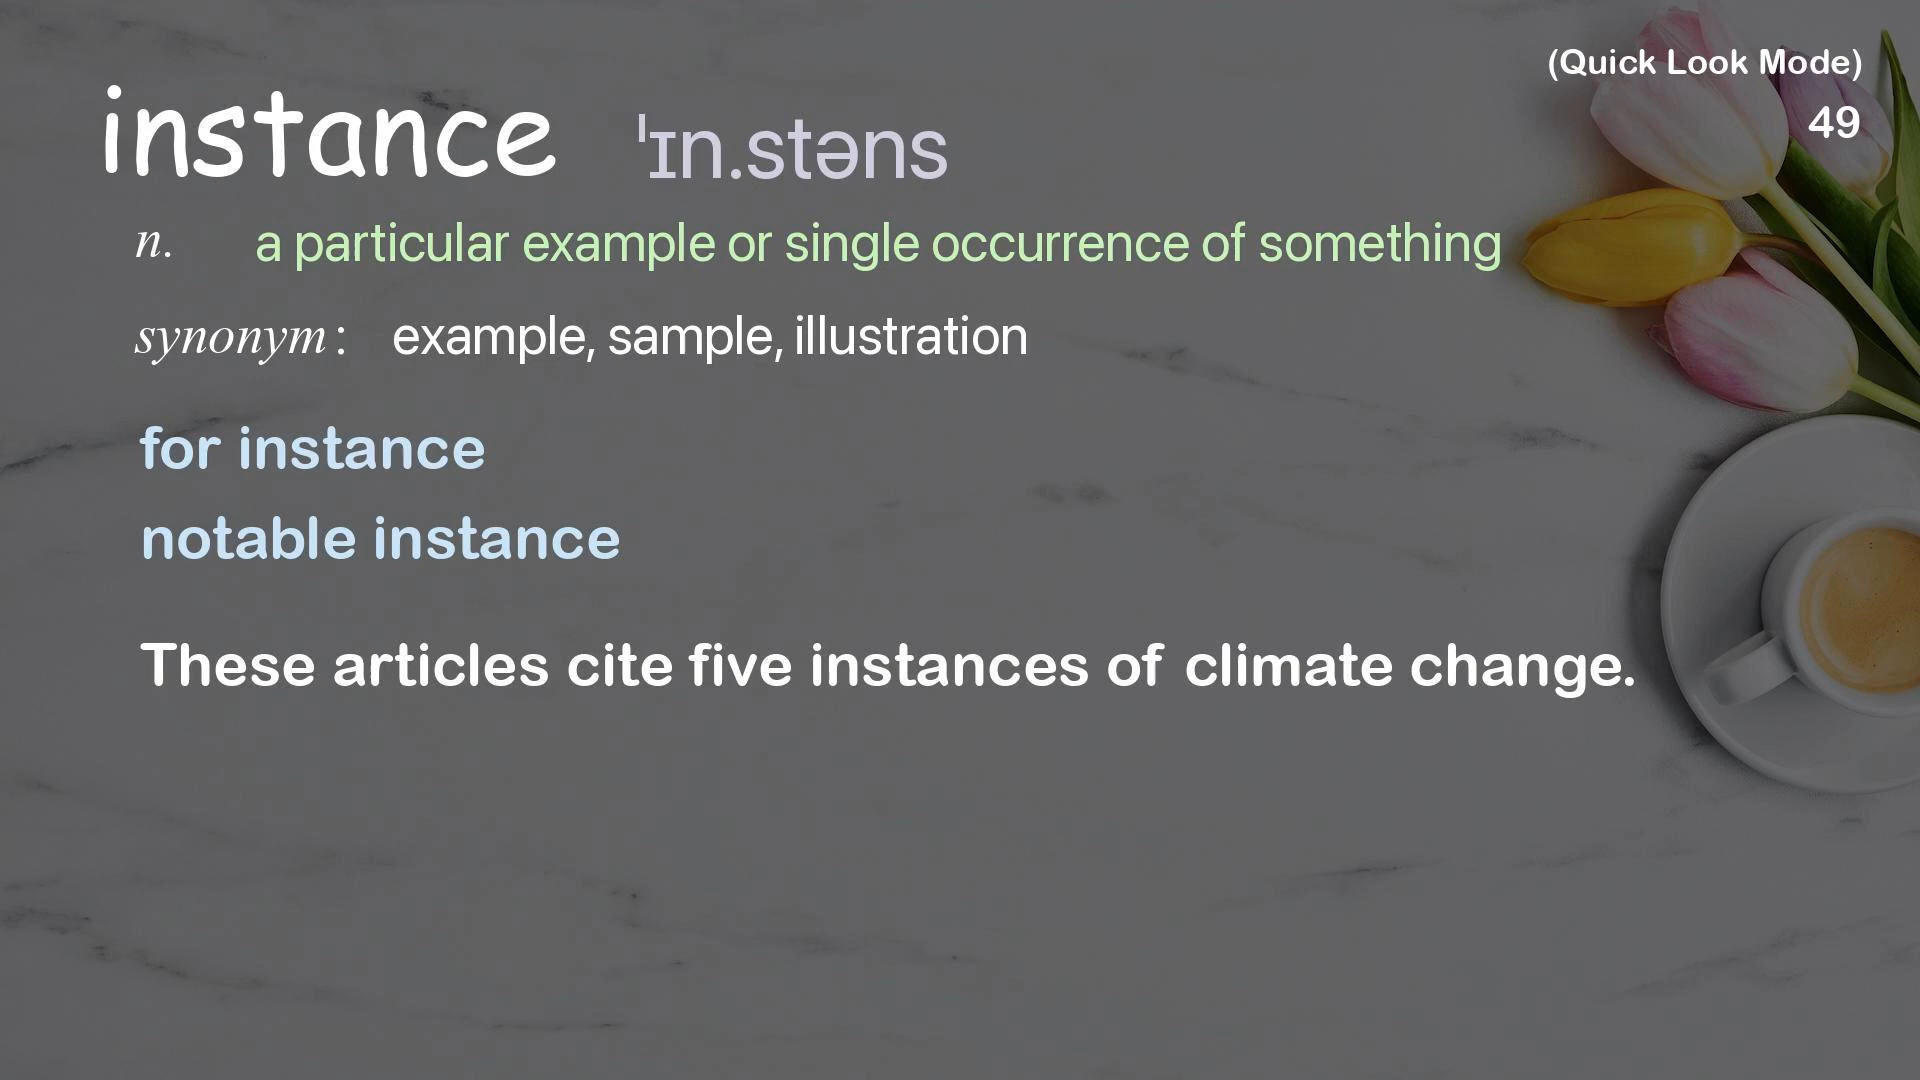 (Quick Look Mode)
49
instance ˈɪn.stəns
n. a particular example or single occurrence of something
synonym : example, sample, illustration
for instance
notable instance
These articles cite five instances of climate change.